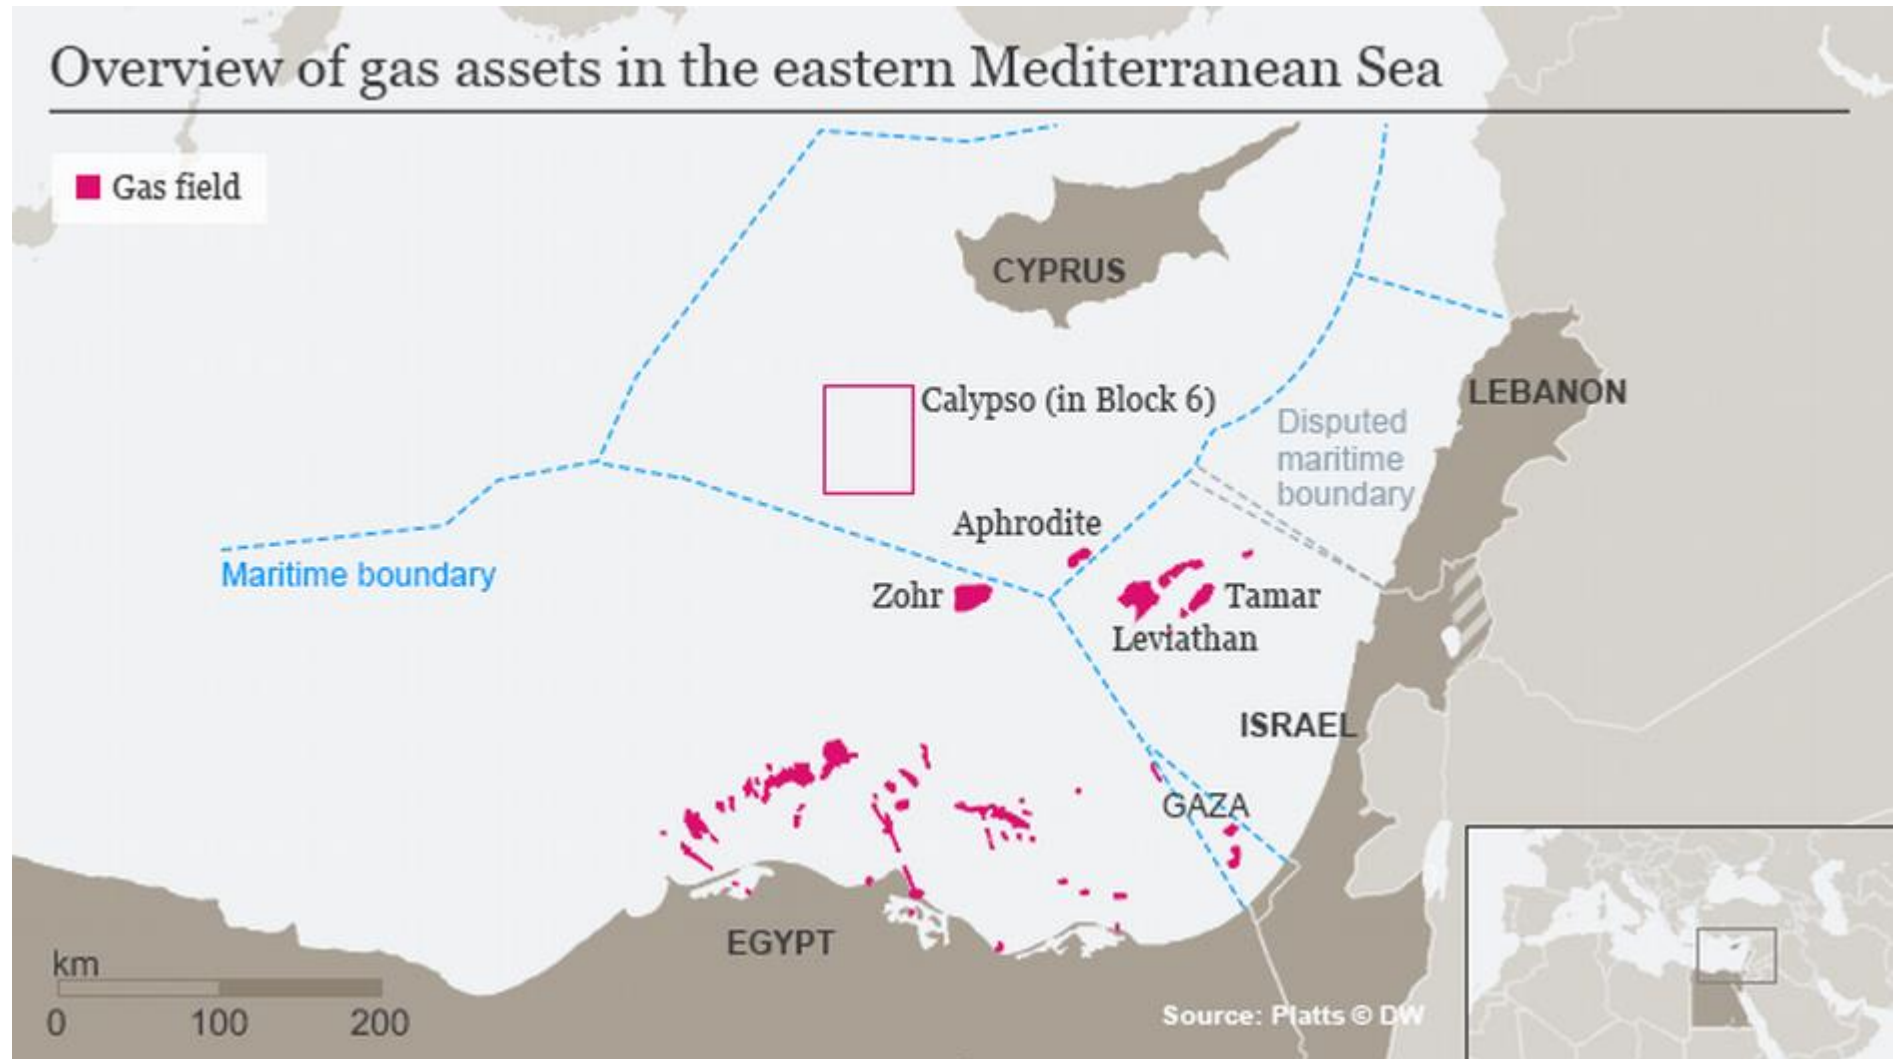 Overview of gas assets in the eastern Mediterranean Sea
Gas field
CYPRUS
Calypso (in Block 6)
LEBANON
Disputed
maritime
boundary
Aphrodite
Maritime boundary
Zohr
Tamar
Leviathan
ISRAEL
GAZA
EGYPT
km
0 100 200
Source: Platts © DW